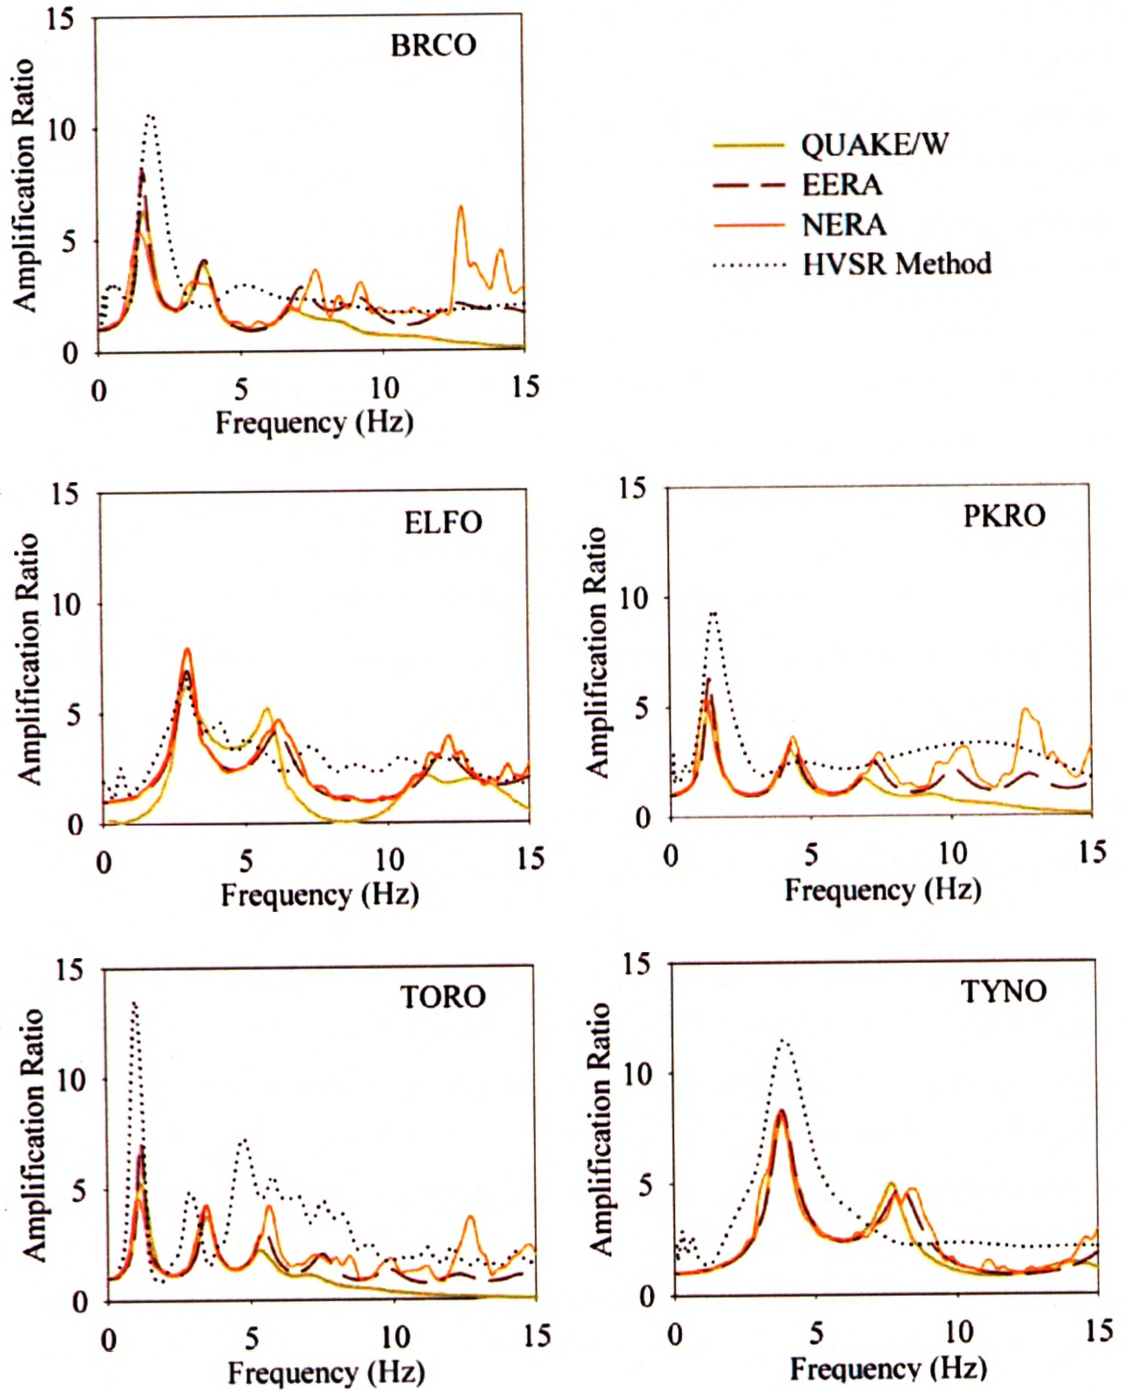 BRCO
Amplification Ratio
15
10
5
0
0 5 10 15
Frequency (Hz)
QUAKE/W
EERA
NERA
HVSR Method
ELFO
Amplification Ratio
15
10
5
0
0 5 10 15
Frequency (Hz)
PKRO
Amplification Ratio
15
10
5
0
0 5 10 15
Frequency (Hz)
TORO
Amplification Ratio
15
10
5
0
0 5 10 15
Frequency (Hz)
TYNO
Amplification Ratio
15
10
5
0
0 5 10 15
Frequency (Hz)